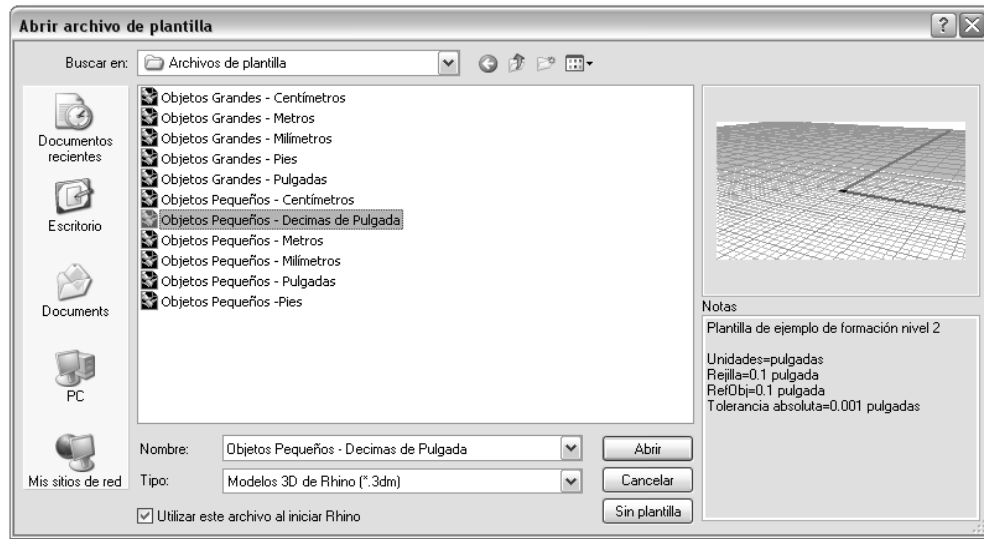 Abrir archivo de plantilla
Buscar en: Archivos de plantilla
Documentos recientes
Escritorio
Documents
PC
Mis sitios de red
Objetos Grandes - Centímetros
Objetos Grandes - Metros
Objetos Grandes - Milímetros
Objetos Grandes - Pies
Objetos Grandes - Pulgadas
Objetos Pequeños - Centímetros
Objetos Pequeños - Decimas de Pulgada
Objetos Pequeños - Metros
Objetos Pequeños - Milímetros
Objetos Pequeños - Pulgadas
Objetos Pequeños -Pies
Nombre: Objetos Pequeños - Decimas de Pulgada
Abrir
Tipo: Modelos 3D de Rhino (*.3dm)
Cancelar
Utilizar este archivo al iniciar Rhino
Sin plantilla
Notas
Plantilla de ejemplo de formación nivel 2
Unidades=pulgadas
Rejilla=0.1 pulgada
RefObj=0.1 pulgada
Tolerancia absoluta=0.001 pulgadas